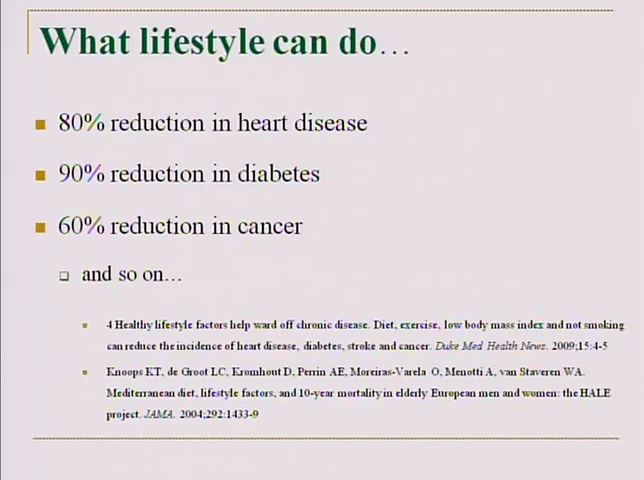 What lifestyle can do…
80% reduction in heart disease
90% reduction in diabetes
60% reduction in cancer
and so on…
4 Healthy lifestyle factors help ward off chronic disease. Diet, exercise, low body mass index and not smoking
can reduce the incidence of heart disease, diabetes, stroke and cancer. Duke Med Health News. 2009;15:4-5
Knoops KT, de Groot LC, Kromhout D, Perrin AE, Moreiras-Varela O, Menotti A, van Staveren WA.
Mediterranean diet, lifestyle factors, and 10-year mortality in elderly European men and women: the HALE
project. JAMA. 2004;292:1433-9